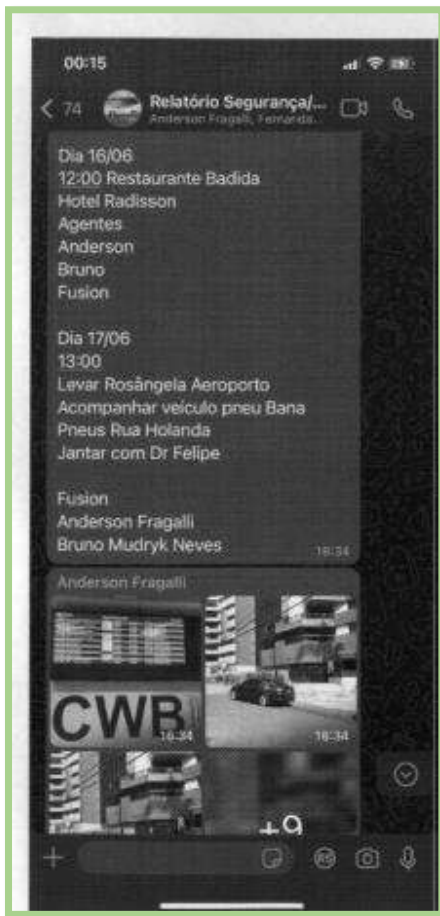 00:15
74
Relatório Segurança/...
Anderson Fragalli, Fernanda...
Dia 16/06
12:00 Restaurante Badida
Hotel Radisson
Agentes
Anderson
Bruno
Fusion
Dia 17/06
13:00
Levar Rosângela Aeroporto
Acompanhar veículo pneu Bana
Pneus Rua Holanda
Jantar com Dr Felipe
Fusion
Anderson Fragalli
Bruno Mudryk Neves
16:34
Anderson Fragalli
CWB
16:34
16:34
+9